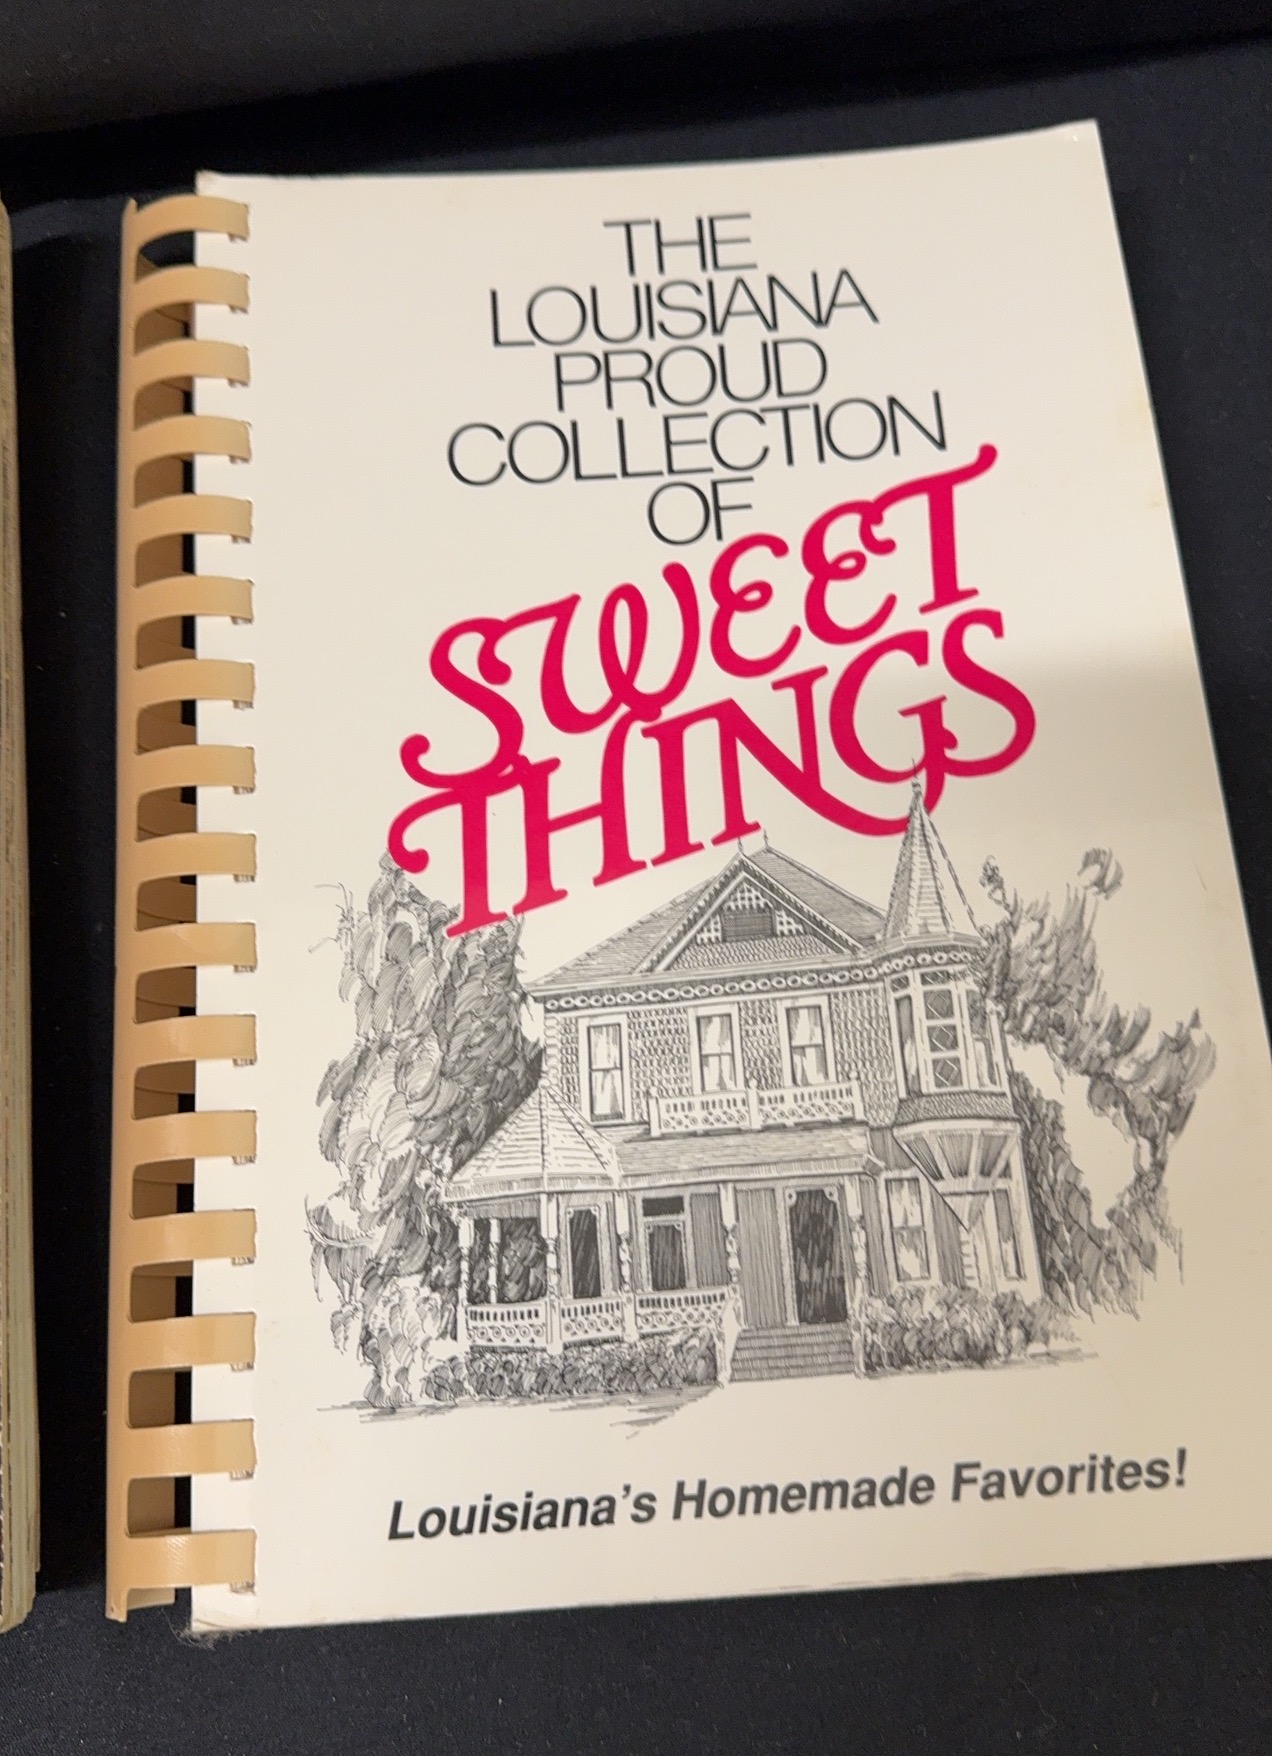 THE
LOUISIANA
PROUD
COLLECTION
OF
SWEET
THINGS
Louisiana's Homemade Favorites!